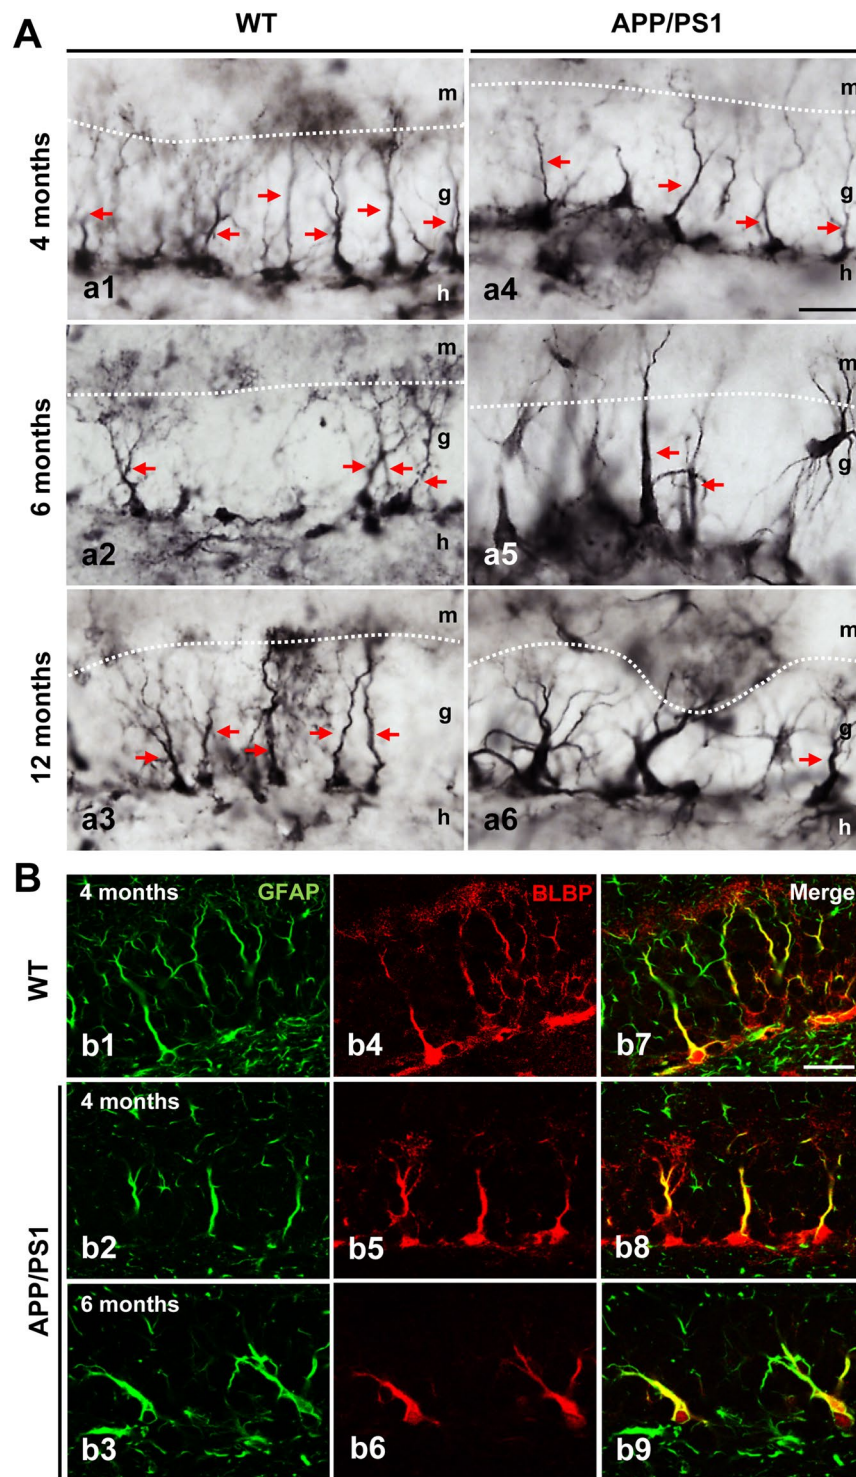 A
WT
APP/PS1
4 months
m
g
h
a1
m
g
h
a4
6 months
m
g
h
a2
m
g
a5
12 months
m
g
h
a3
m
g
h
a6
B
WT
4 months
GFAP
b1
BLBP
b4
Merge
b7
APP/PS1
4 months
b2
b5
b8
6 months
b3
b6
b9